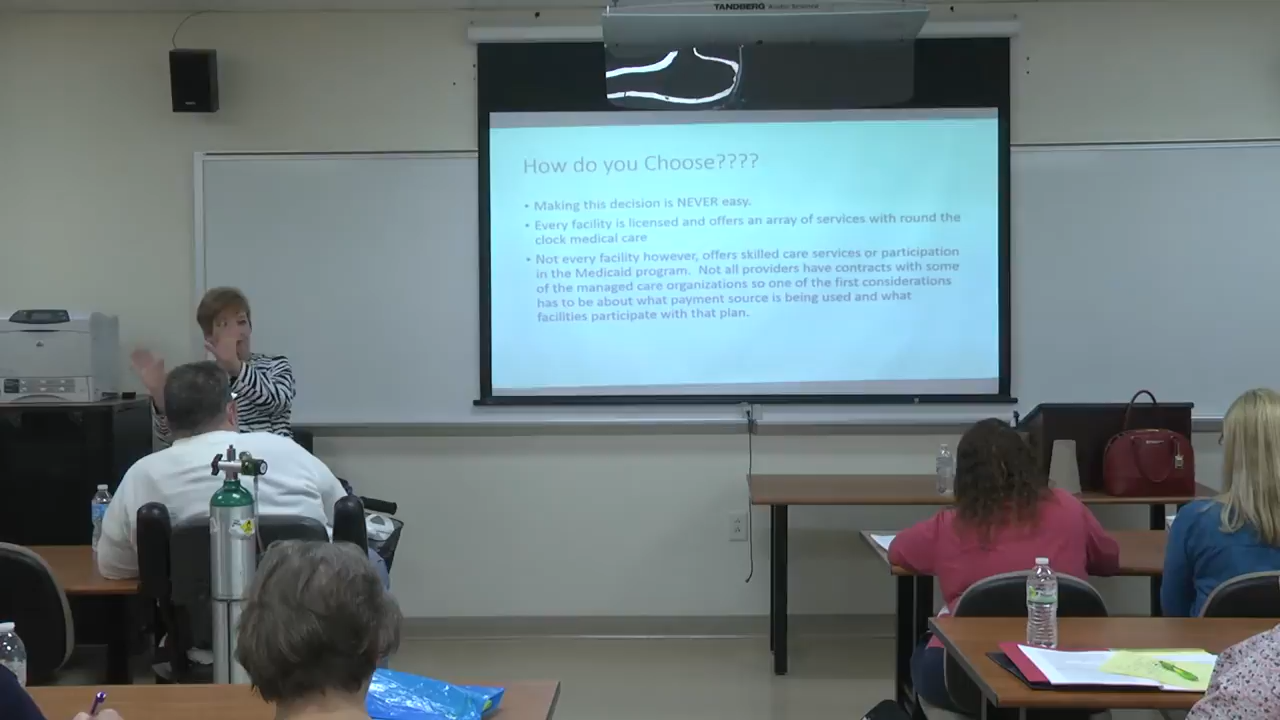 TANDBERG
How do you Choose????
• Making this decision is NEVER easy.
• Every facility is licensed and offers an array of services with round the
clock medical care
• Not every facility however, offers skilled care services or participation
in the Medicaid program.  Not all providers have contracts with some
of the managed care organizations so one of the first considerations
has to be about what payment source is being used and what
facilities participate with that plan.